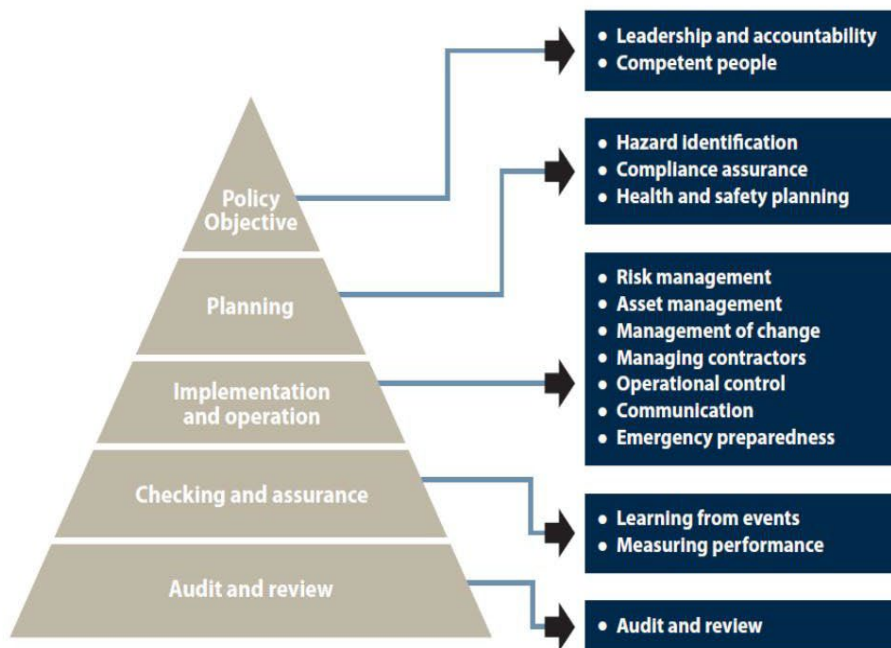 Policy
Objective
Planning
Implementation
and operation
Checking and assurance
Audit and review
• Leadership and accountability
• Competent people
• Hazard identification
• Compliance assurance
• Health and safety planning
• Risk management
• Asset management
• Management of change
• Managing contractors
• Operational control
• Communication
• Emergency preparedness
• Learning from events
• Measuring performance
• Audit and review